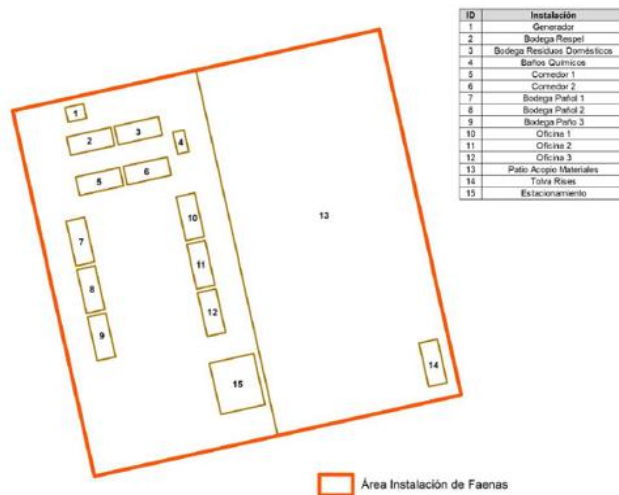 ID Instalación
1 Generador
2 Bodega Respel
3 Bodega Residuos Domésticos
4 Baños Químicos
5 Comedor 1
6 Comedor 2
7 Bodega Pañol 1
8 Bodega Pañol 2
9 Bodega Paño 3
10 Oficina 1
11 Oficina 2
12 Oficina 3
13 Patio Acopio Materiales
14 Tolva Rises
15 Estacionamiento
1
2
3
4
5
6
7
10
13
8
11
9
12
14
15
Área Instalación de Faenas